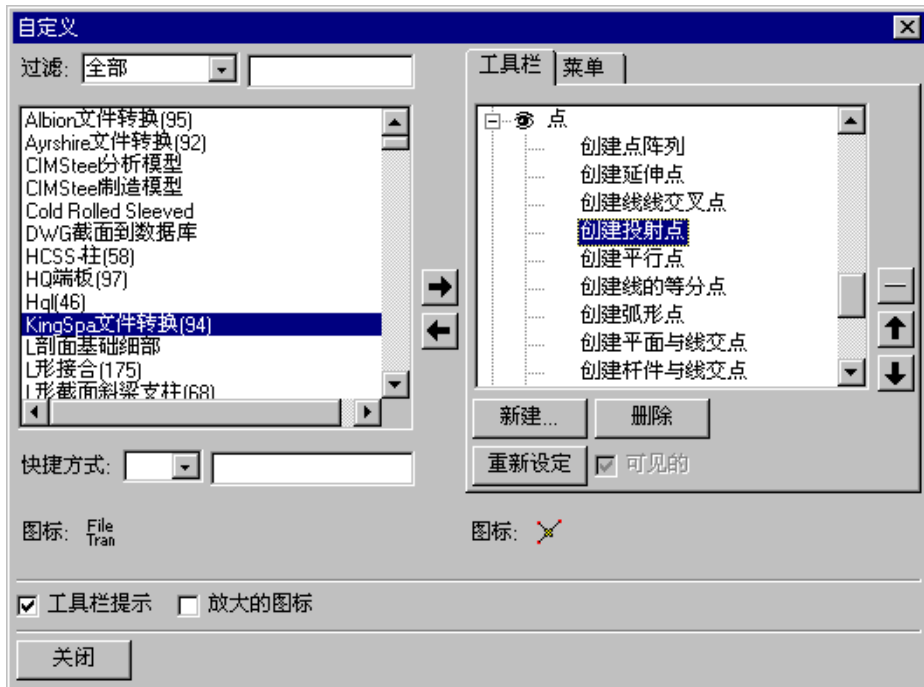 自定义
过滤: 全部
Albion文件转换(95)
Ayrshire文件转换(92)
CIMSteel分析模型
CIMSteel制造模型
Cold Rolled Sleeved
DWG截面到数据库
HCSS-柱(58)
HQ端板(97)
Hql(46)
KingSpa文件转换(94)
L剖面基础细部
L形接合(175)
L形截面斜梁支柱(68)
快捷方式:
图标: File Tran
工具栏 菜单
点
创建点阵列
创建延伸点
创建线线交叉点
创建投射点
创建平行点
创建线的等分点
创建弧形点
创建平面与线交点
创建杆件与线交点
新建... 删除
重新设定 可见的
图标:
工具栏提示 放大的图标
关闭